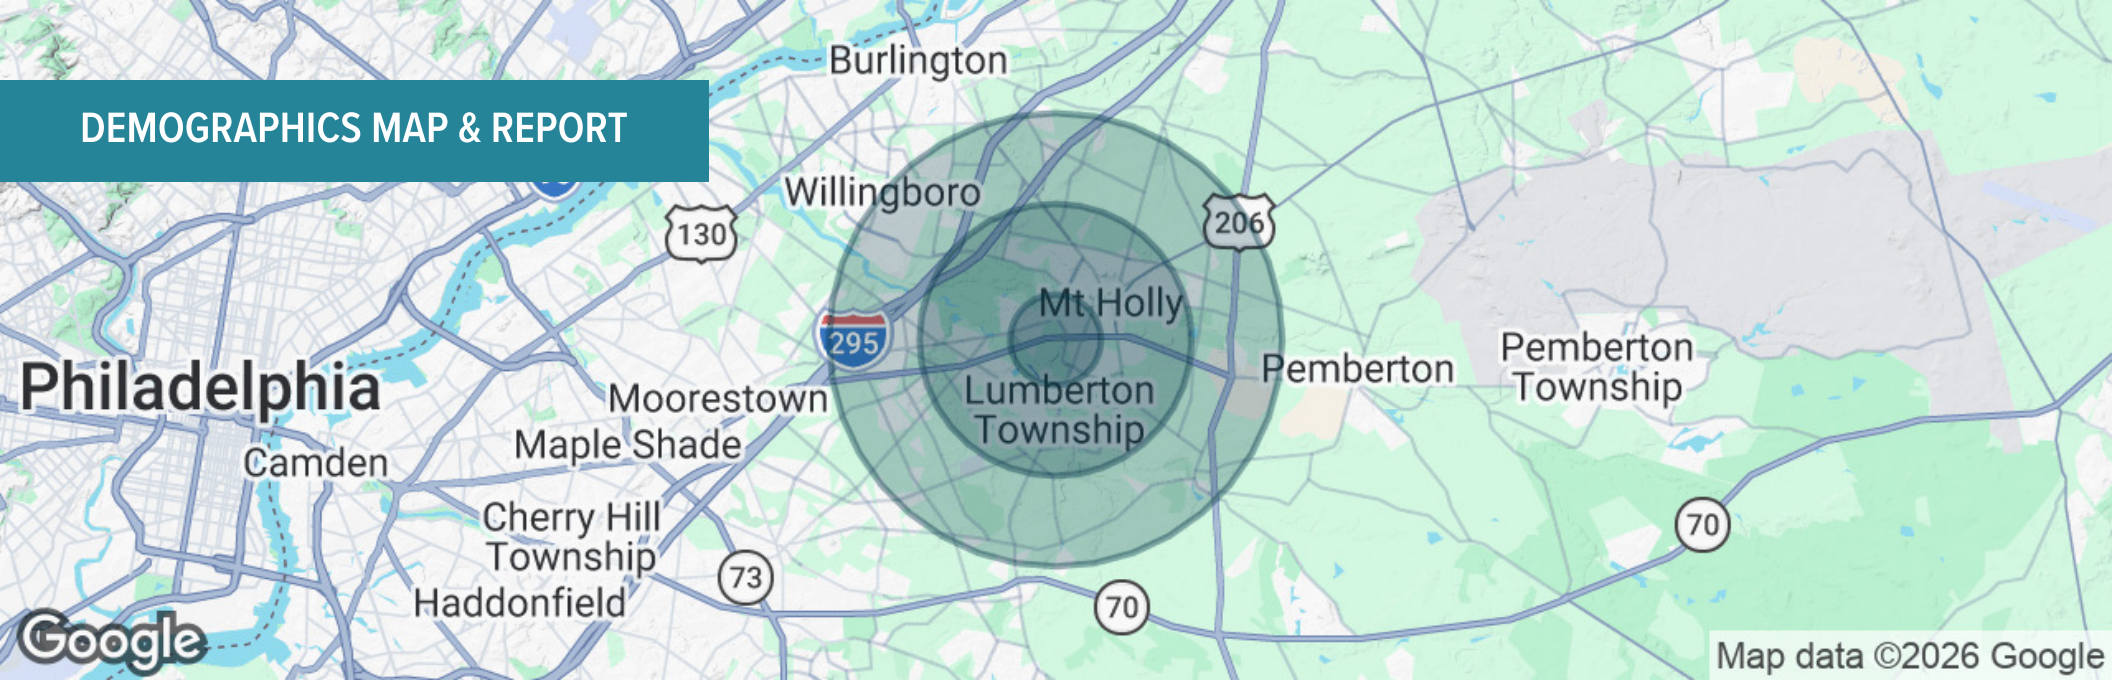 Burlington
DEMOGRAPHICS MAP & REPORT
Willingboro
130
206
Mt Holly
295
Pemberton
Township
Pemberton
Philadelphia
Moorestown
Lumberton
Township
Maple Shade
Camden
Cherry Hill
Township
70
73
Haddonfield
70
Google
Map data ©2026 Google